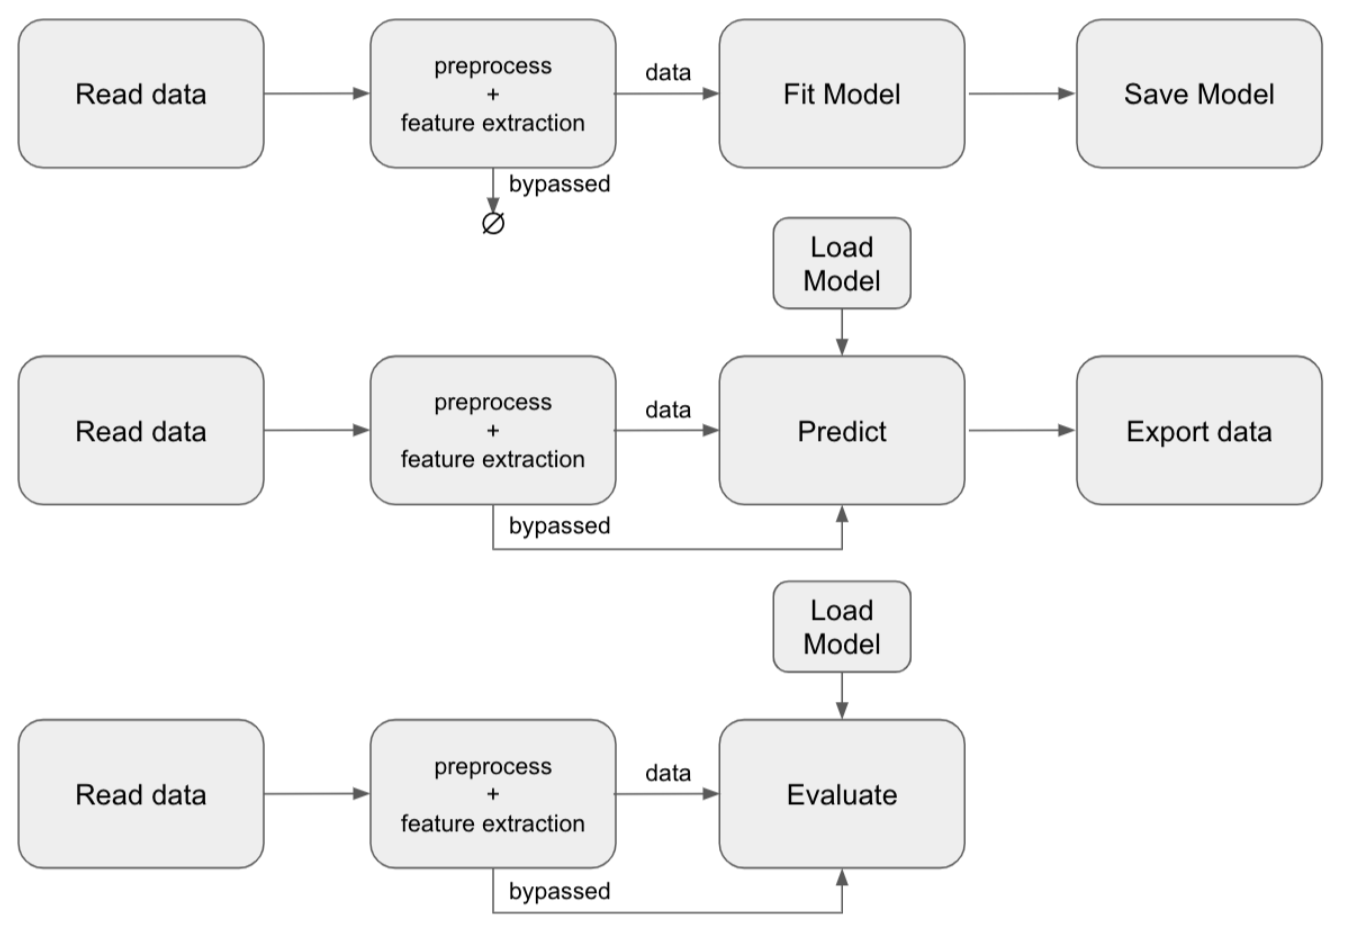 Read data
preprocess
+
feature extraction
data
Fit Model
Save Model
bypassed
∅
Load
Model
Read data
preprocess
+
feature extraction
data
Predict
Export data
bypassed
Load
Model
Read data
preprocess
+
feature extraction
data
Evaluate
bypassed